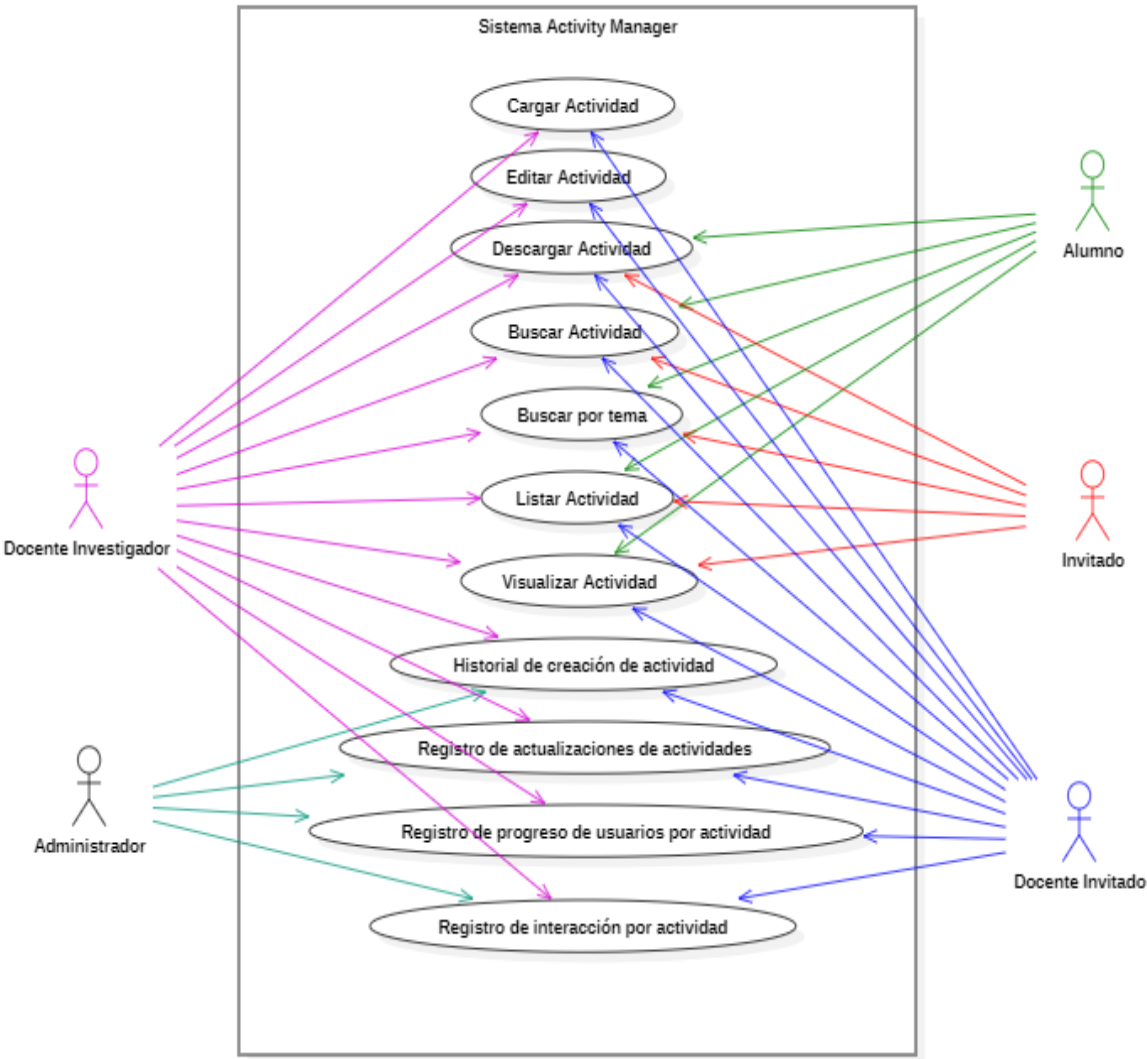 Sistema Activity Manager
Cargar Actividad
Editar Actividad
Descargar Actividad
Buscar Actividad
Buscar por tema
Listar Actividad
Visualizar Actividad
Historial de creación de actividad
Registro de actualizaciones de actividades
Registro de progreso de usuarios por actividad
Registro de interacción por actividad
Docente Investigador
Administrador
Alumno
Invitado
Docente Invitado